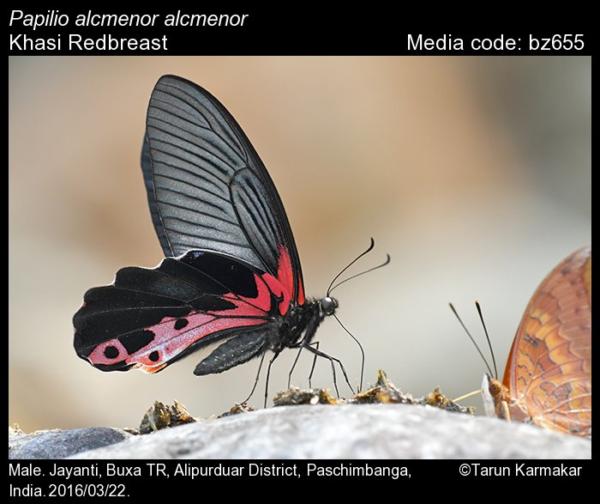 Papilio alcmenor alcmenor
Khasi Redbreast Media code: bz655
Male. Jayanti, Buxa TR, Alipurduar District, Paschimbanga, ©Tarun Karmakar
India. 2016/03/22.